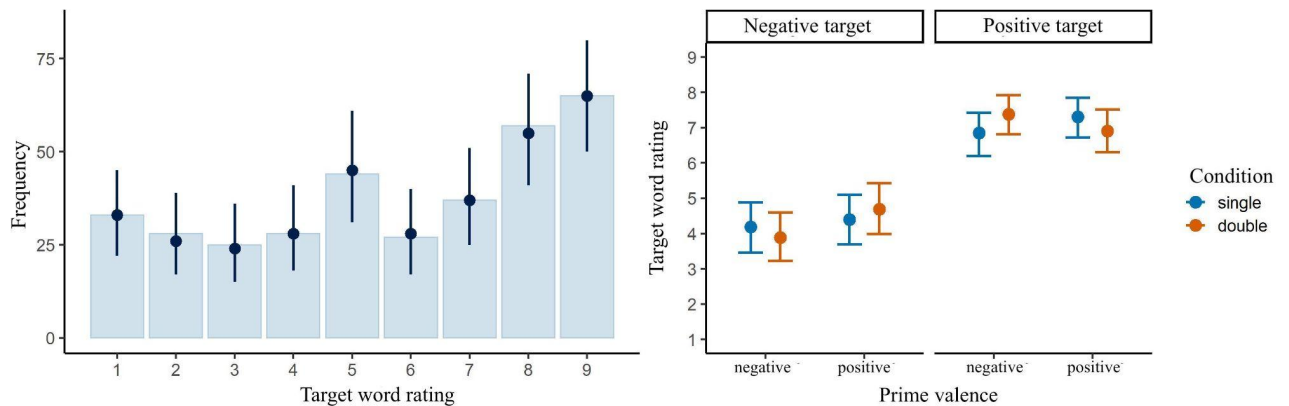 Frequency
75
50
25
0
1 2 3 4 5 6 7 8 9
Target word rating
Negative target
Positive target
Target word rating
9
8
7
6
5
4
3
2
1
negative positive negative positive
Prime valence
Condition
single
double